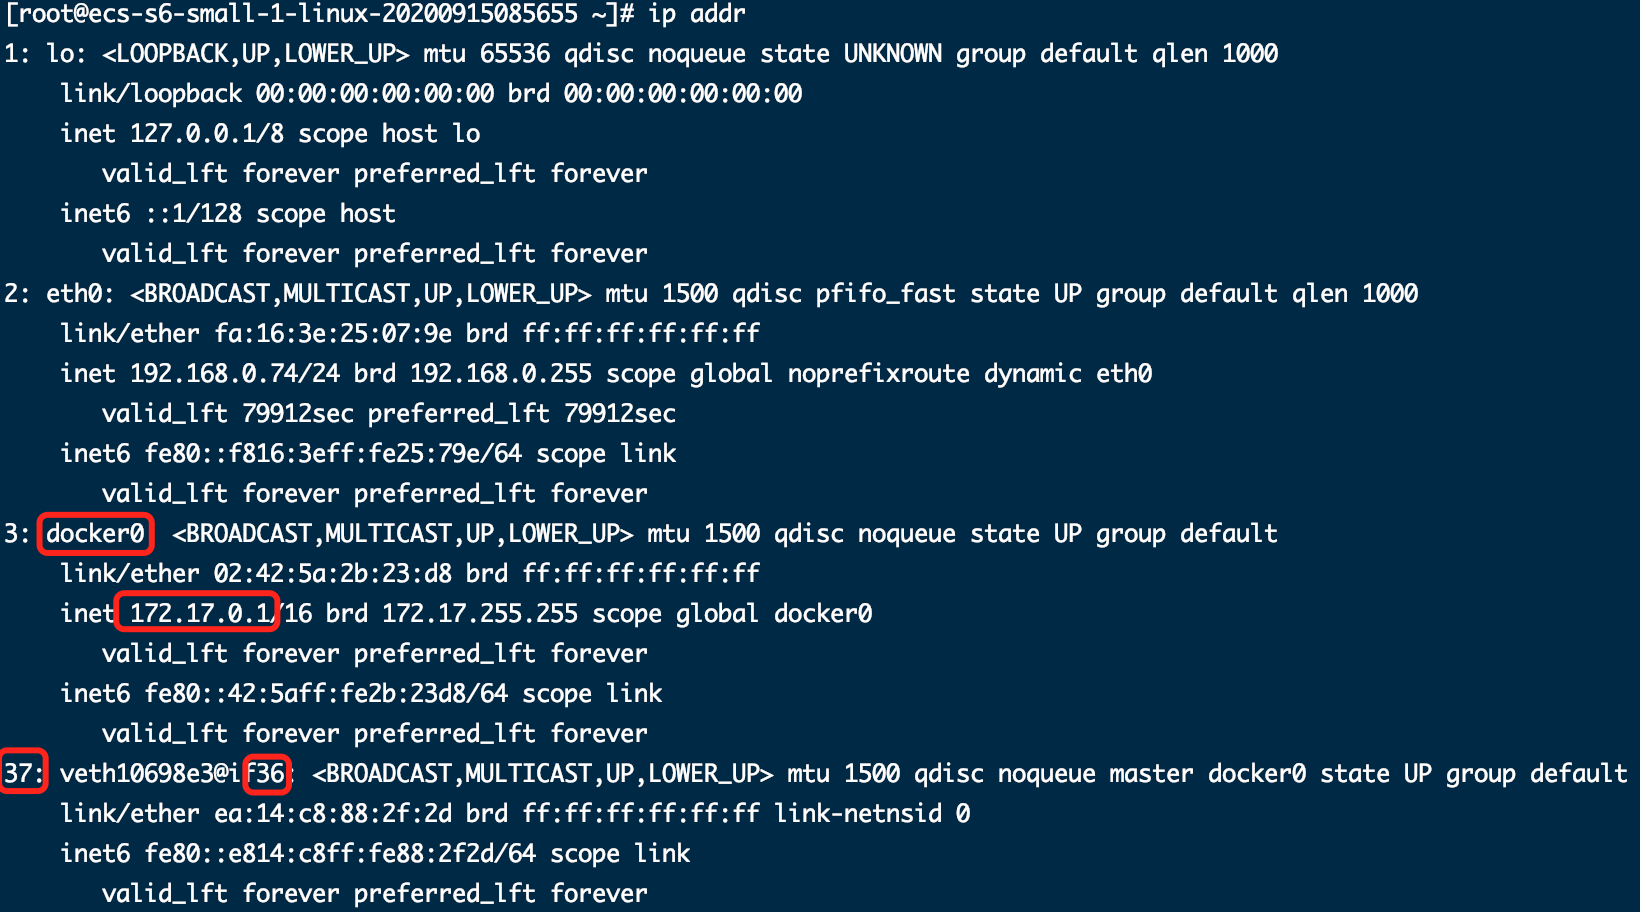 [root@ecs-s6-small-1-linux-20200915085655 ~]# ip addr
1: lo: <LOOPBACK,UP,LOWER_UP> mtu 65536 qdisc noqueue state UNKNOWN group default qlen 1000
link/loopback 00:00:00:00:00:00 brd 00:00:00:00:00:00
inet 127.0.0.1/8 scope host lo
valid_lft forever preferred_lft forever
inet6 ::1/128 scope host
valid_lft forever preferred_lft forever
2: eth0: <BROADCAST,MULTICAST,UP,LOWER_UP> mtu 1500 qdisc pfifo_fast state UP group default qlen 1000
link/ether fa:16:3e:25:07:9e brd ff:ff:ff:ff:ff:ff
inet 192.168.0.74/24 brd 192.168.0.255 scope global noprefixroute dynamic eth0
valid_lft 79912sec preferred_lft 79912sec
inet6 fe80::f816:3eff:fe25:79e/64 scope link
valid_lft forever preferred_lft forever
3: docker0 <BROADCAST,MULTICAST,UP,LOWER_UP> mtu 1500 qdisc noqueue state UP group default
link/ether 02:42:5a:2b:23:d8 brd ff:ff:ff:ff:ff:ff
inet 172.17.0.1/16 brd 172.17.255.255 scope global docker0
valid_lft forever preferred_lft forever
inet6 fe80::42:5aff:fe2b:23d8/64 scope link
valid_lft forever preferred_lft forever
37: veth10698e3@if36: <BROADCAST,MULTICAST,UP,LOWER_UP> mtu 1500 qdisc noqueue master docker0 state UP group default
link/ether ea:14:c8:88:2f:2d brd ff:ff:ff:ff:ff:ff link-netnsid 0
inet6 fe80::e814:c8ff:fe88:2f2d/64 scope link
valid_lft forever preferred_lft forever